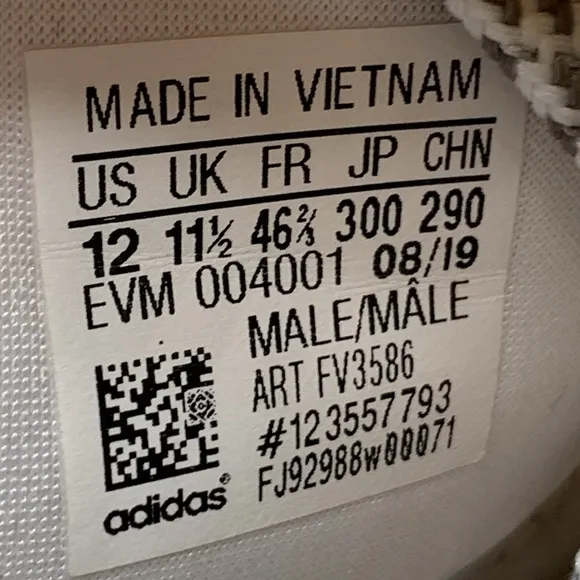 MADE IN VIETNAM
US UK FR JP CHN
12 11½ 46⅔ 300 290
EVM 004001 08/19
MALE/MÂLE
ART FV3586
#123557793
FJ92988w00071
adidas®